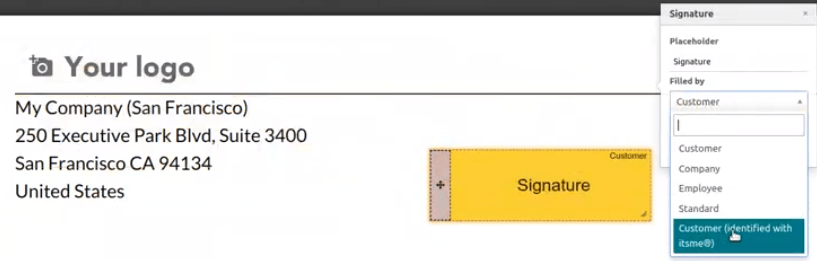 Your logo
My Company (San Francisco)
250 Executive Park Blvd, Suite 3400
San Francisco CA 94134
United States
Customer
Signature
Signature ×
Placeholder
Signature
Filled by
Customer
Customer
Company
Employee
Standard
Customer (identified with
itsme®)